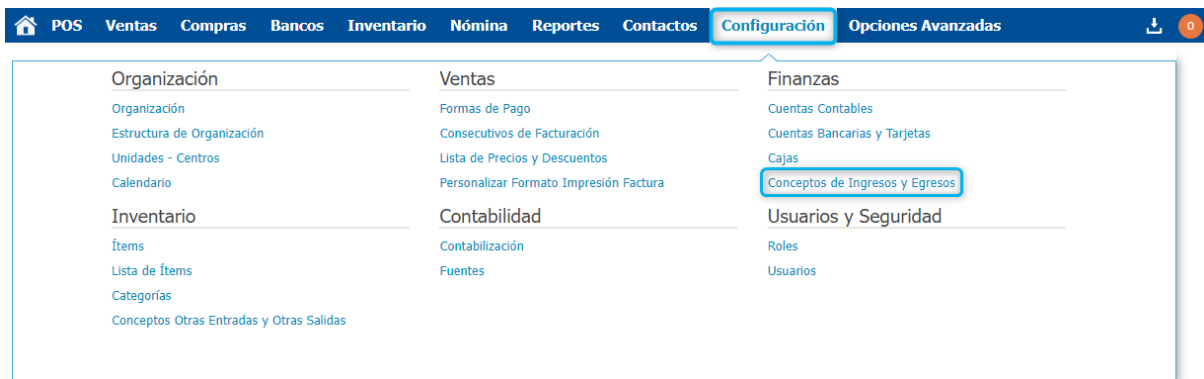 POS Ventas Compras Bancos Inventario Nómina Reportes Contactos Configuración Opciones Avanzadas 0
Organización
Organización
Estructura de Organización
Unidades - Centros
Calendario
Ventas
Formas de Pago
Consecutivos de Facturación
Lista de Precios y Descuentos
Personalizar Formato Impresión Factura
Finanzas
Cuentas Contables
Cuentas Bancarias y Tarjetas
Cajas
Conceptos de Ingresos y Egresos
Inventario
Ítems
Lista de Ítems
Categorías
Conceptos Otras Entradas y Otras Salidas
Contabilidad
Contabilización
Fuentes
Usuarios y Seguridad
Roles
Usuarios